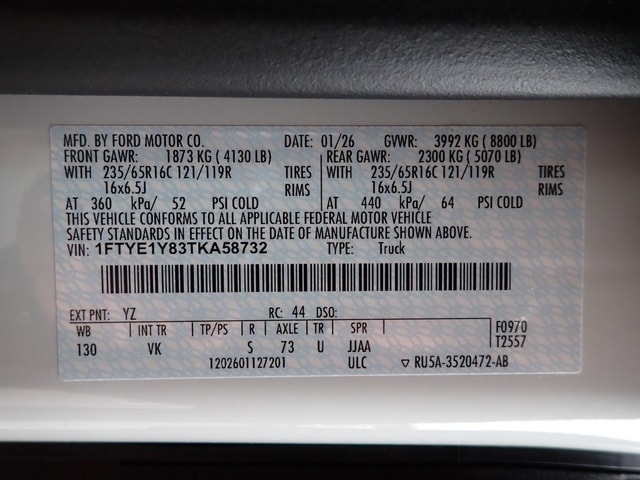 MFD. BY FORD MOTOR CO. DATE: 01/26 GVWR: 3992 KG ( 8800 LB)
FRONT GAWR: 1873 KG ( 4130 LB) REAR GAWR: 2300 KG ( 5070 LB)
WITH 235/65R16C 121/119R TIRES WITH 235/65R16C 121/119R TIRES
16x6.5J RIMS 16x6.5J RIMS
AT 360 kPa/ 52 PSI COLD AT 440 kPa/ 64 PSI COLD
THIS VEHICLE CONFORMS TO ALL APPLICABLE FEDERAL MOTOR VEHICLE
SAFETY STANDARDS IN EFFECT ON THE DATE OF MANUFACTURE SHOWN ABOVE.
VIN: 1FTYE1Y83TKA58732 TYPE: Truck
EXT PNT: YZ RC: 44 DSO:
WB INT TR TP/PS R AXLE TR SPR F0970
130 VK S 73 U JJAA T2557
1202601127201 ULC ▼ RU5A-3520472-AB